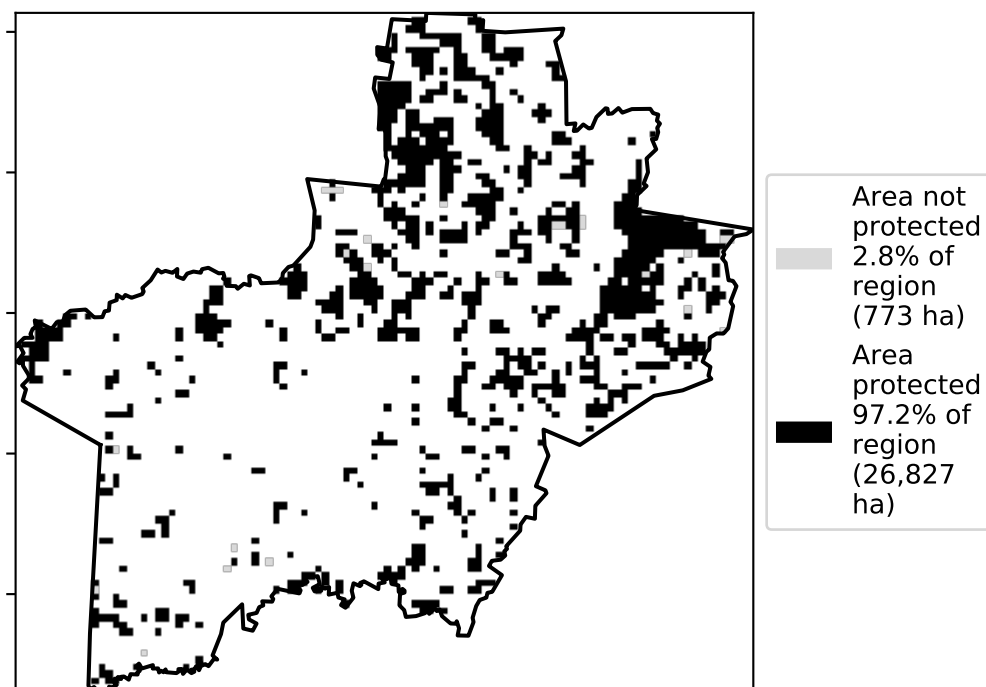 Area not
protected
2.8% of
region
(773 ha)
Area
protected
97.2% of
region
(26,827
ha)